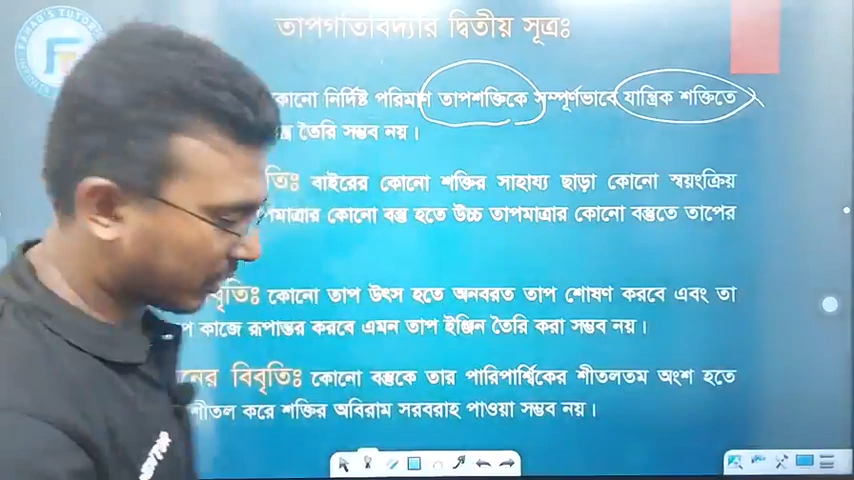 FAHAD'S TUTORIAL
তাপগতিবিদ্যার দ্বিতীয় সূত্রঃ
কোনো নির্দিষ্ট পরিমাণ তাপশক্তিকে সম্পূর্ণভাবে যান্ত্রিক শক্তিতে
তৈরি সম্ভব নয়।
বাইরের কোনো শক্তির সাহায্য ছাড়া কোনো স্বয়ংক্রিয়
কোনো বস্তু হতে উচ্চ তাপমাত্রার কোনো বস্তুতে তাপের
কোনো তাপ উৎস হতে অনবরত তাপ শোষণ করবে এবং তা
কাজে রূপান্তর করবে এমন তাপ ইঞ্জিন তৈরি করা সম্ভব নয়।
বিবৃতিঃ কোনো বস্তুকে তার পারিপার্শ্বিকের শীতলতম অংশ হতে
শীতল করে শক্তির অবিরাম সরবরাহ পাওয়া সম্ভব নয়।